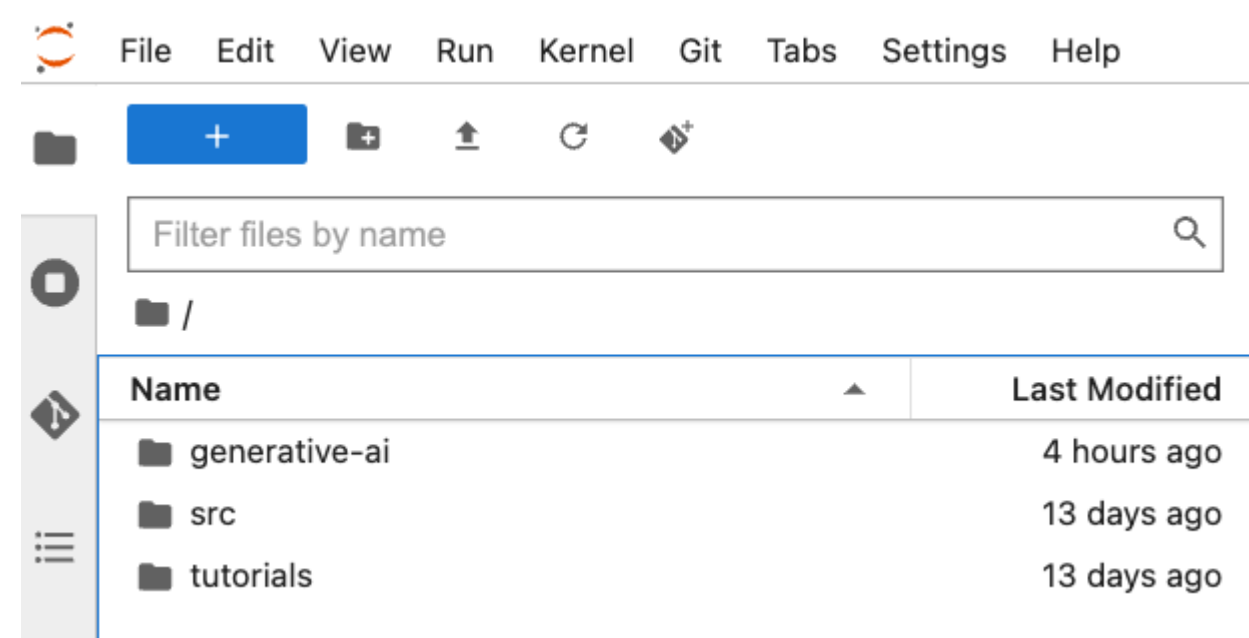 File Edit View Run Kernel Git Tabs Settings Help
+
Filter files by name
/
Name Last Modified
generative-ai 4 hours ago
src 13 days ago
tutorials 13 days ago